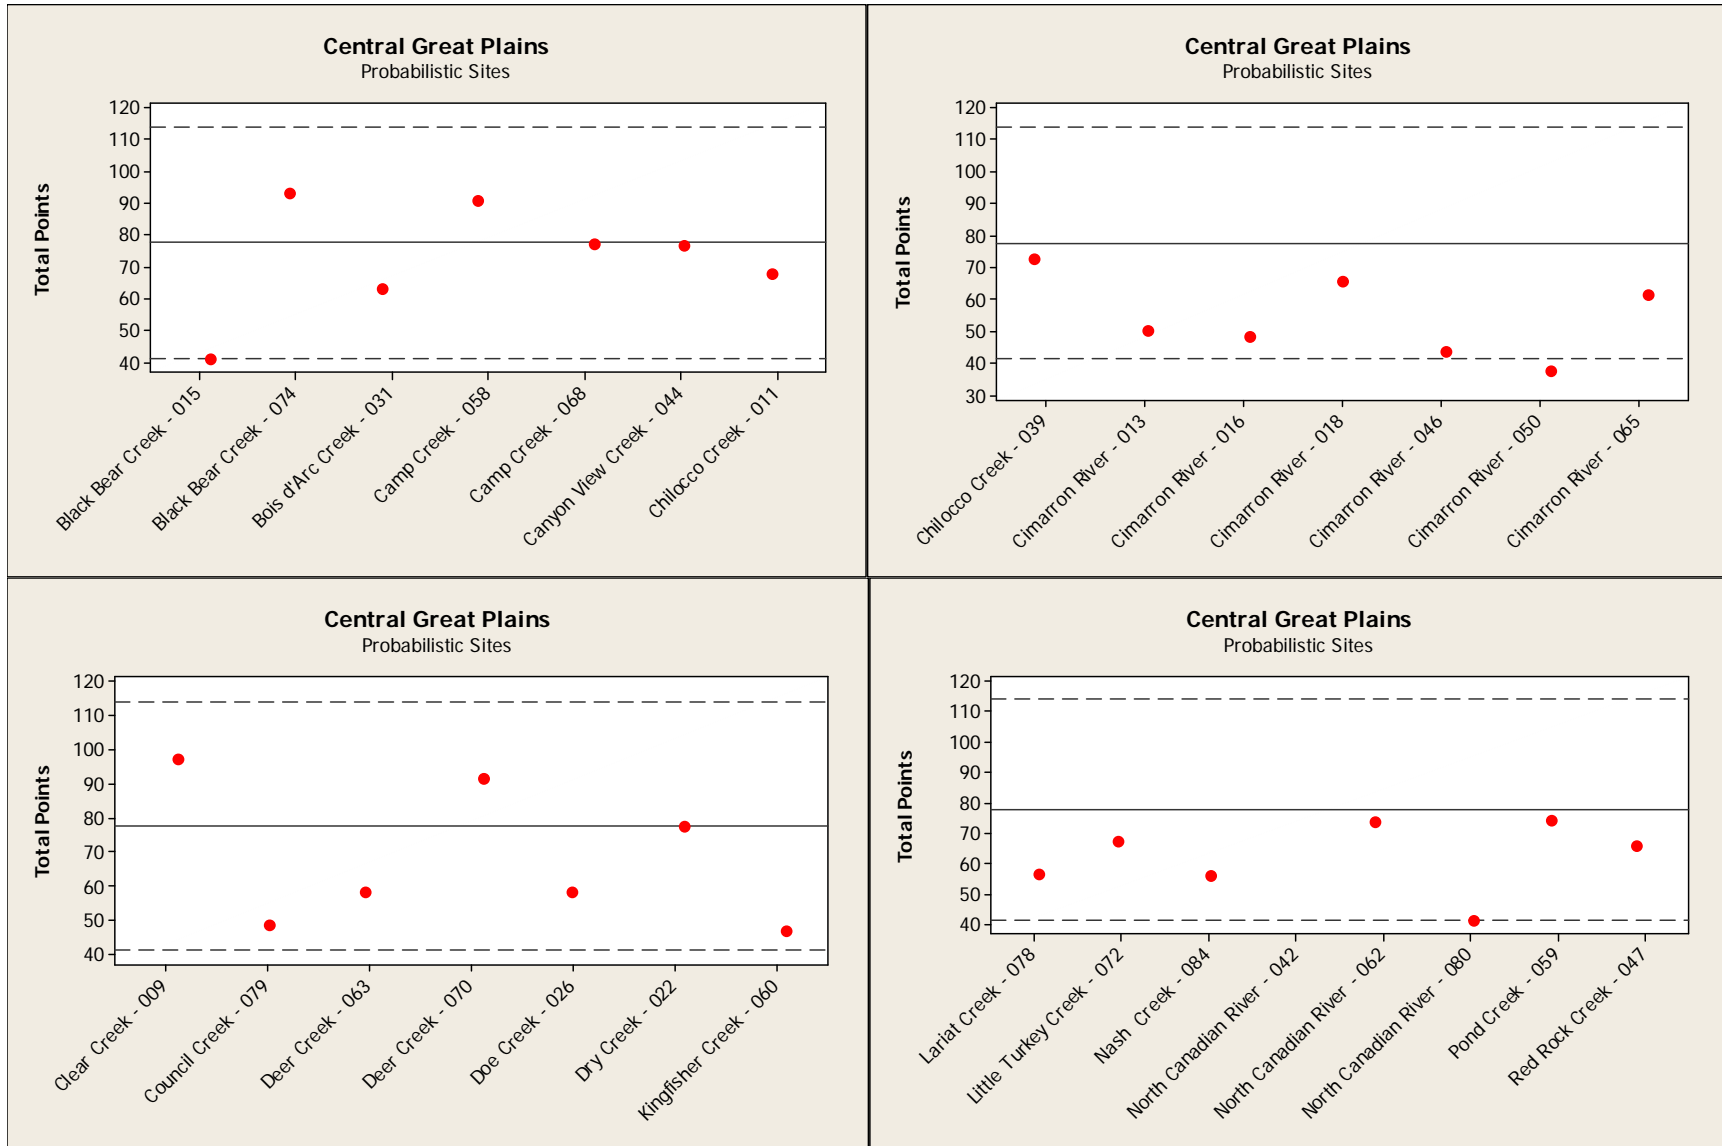 Central Great Plains
Probabilistic Sites
Total Points
120
110
100
90
80
70
60
50
40
Black Bear Creek - 015
Black Bear Creek - 074
Bois d'Arc Creek - 031
Camp Creek - 058
Camp Creek - 068
Canyon View Creek - 044
Chilocco Creek - 011
Central Great Plains
Probabilistic Sites
Total Points
120
110
100
90
80
70
60
50
40
30
Chilocco Creek - 039
Cimarron River - 013
Cimarron River - 016
Cimarron River - 018
Cimarron River - 046
Cimarron River - 050
Cimarron River - 065
Central Great Plains
Probabilistic Sites
Total Points
120
110
100
90
80
70
60
50
40
Clear Creek - 009
Council Creek - 079
Deer Creek - 063
Deer Creek - 070
Doe Creek - 026
Dry Creek - 022
Kingfisher Creek - 060
Central Great Plains
Probabilistic Sites
Total Points
120
110
100
90
80
70
60
50
40
Lariat Creek - 078
Little Turkey Creek - 072
Nash Creek - 084
North Canadian River - 042
North Canadian River - 062
North Canadian River - 080
Pond Creek - 059
Red Rock Creek - 047